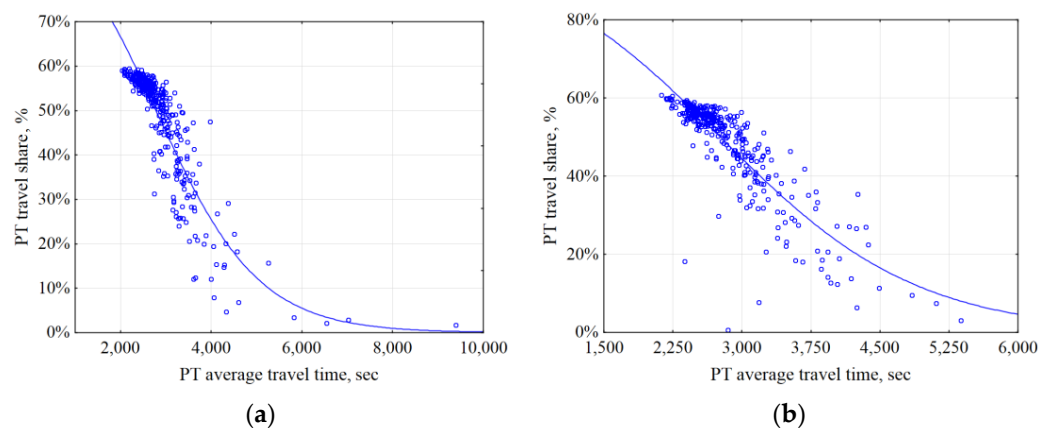 70%
60%
50%
40%
30%
20%
10%
0%
PT travel share, %
2,000 4,000 6,000 8,000 10,000
PT average travel time, sec
(a)
80%
60%
40%
20%
0%
PT travel share, %
1,500 2,250 3,000 3,750 4,500 5,250 6,000
PT average travel time, sec
(b)